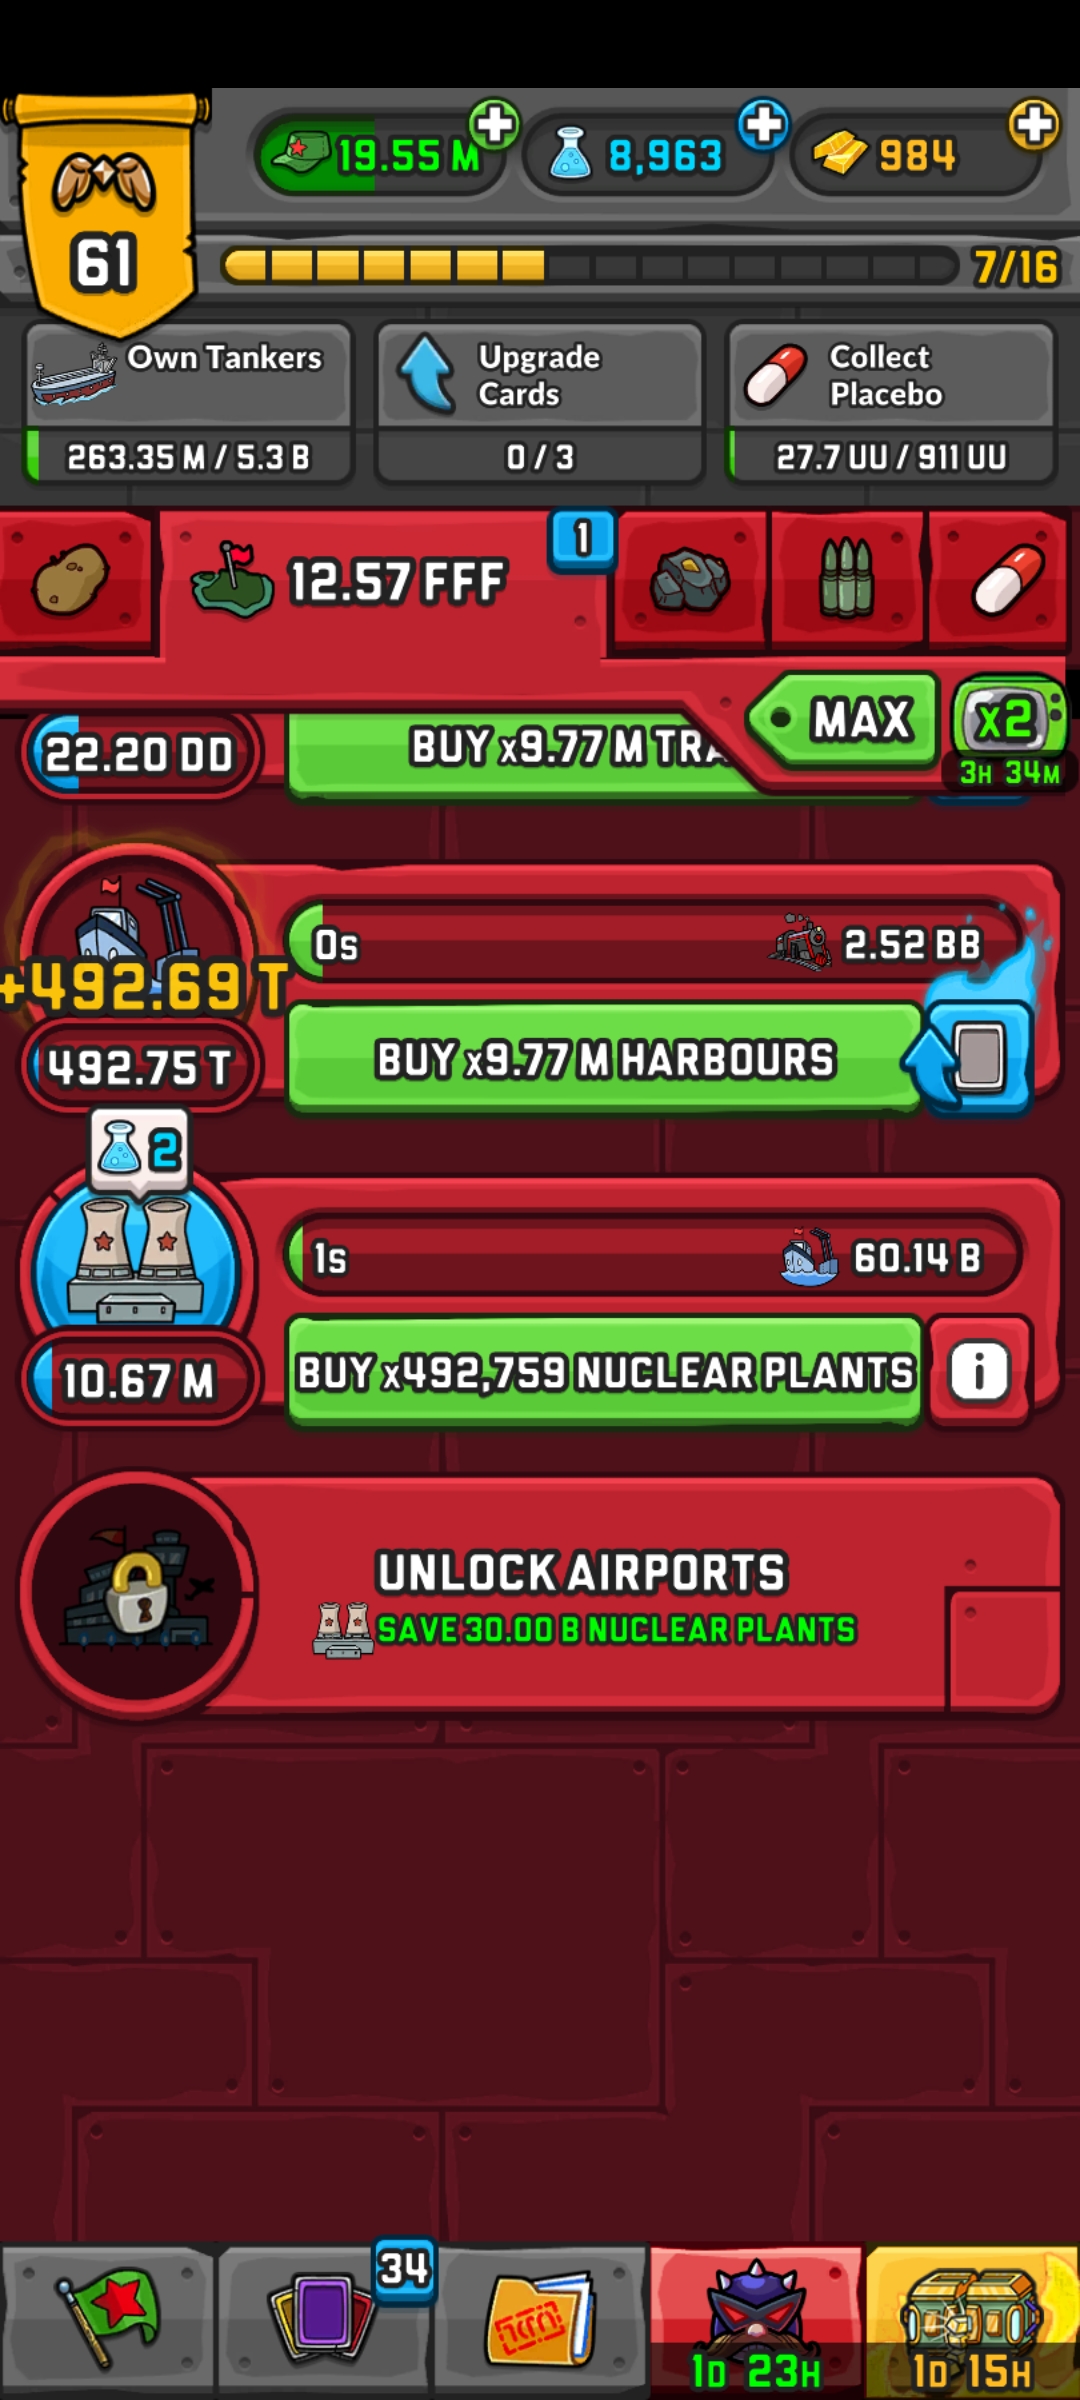 19.55 M
8,963
984
61
7/16
Own Tankers
263.35 M / 5.3 B
Upgrade
Cards
0 / 3
Collect
Placebo
27.7 UU / 911 UU
12.57 FFF
1
MAX
x2
3H 34M
22.20 DD
BUY x9.77 M TRA
+492.69 T
0s
2.52 BB
492.75 T
BUY x9.77 M HARBOURS
2
1s
60.14 B
10.67 M
BUY x492,759 NUCLEAR PLANTS
i
UNLOCK AIRPORTS
SAVE 30.00 B NUCLEAR PLANTS
34
1D 23H
1D 15H